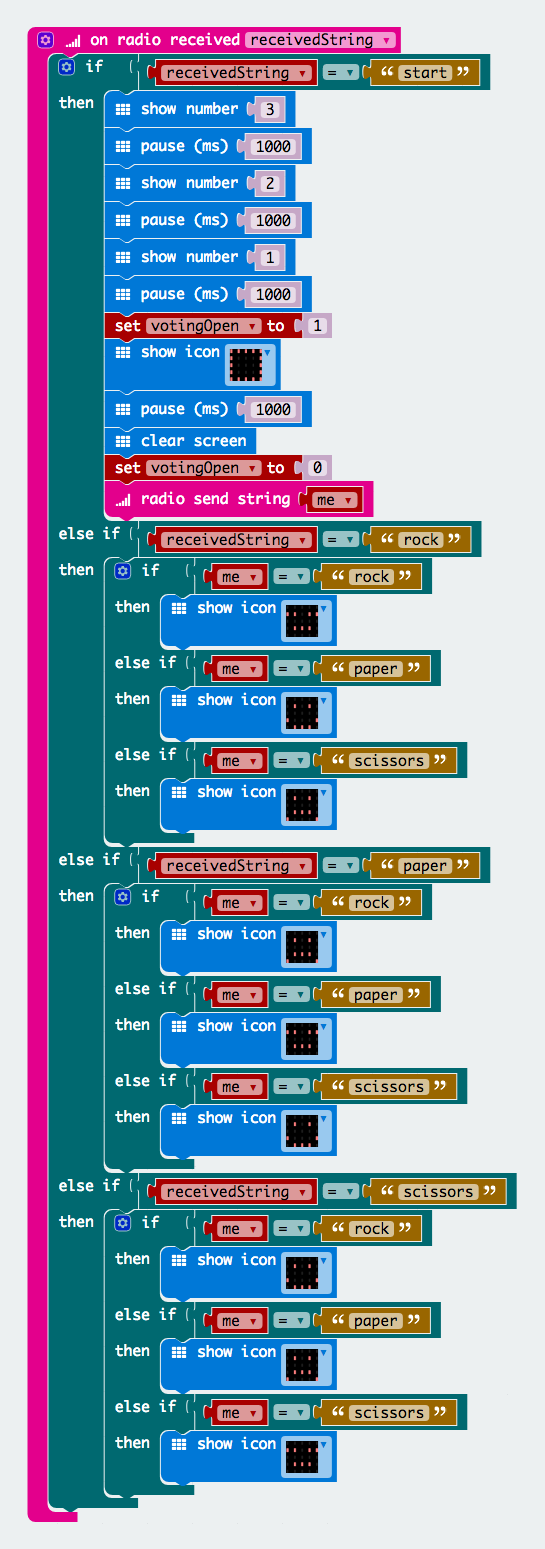 on radio received receivedString
if receivedString = “ start ”
then show number 3
pause (ms) 1000
show number 2
pause (ms) 1000
show number 1
pause (ms) 1000
set votingOpen to 1
show icon
pause (ms) 1000
clear screen
set votingOpen to 0
radio send string me
else if receivedString = “ rock ”
then if me = “ rock ”
then show icon
else if me = “ paper ”
then show icon
else if me = “ scissors ”
then show icon
else if receivedString = “ paper ”
then if me = “ rock ”
then show icon
else if me = “ paper ”
then show icon
else if me = “ scissors ”
then show icon
else if receivedString = “ scissors ”
then if me = “ rock ”
then show icon
else if me = “ paper ”
then show icon
else if me = “ scissors ”
then show icon